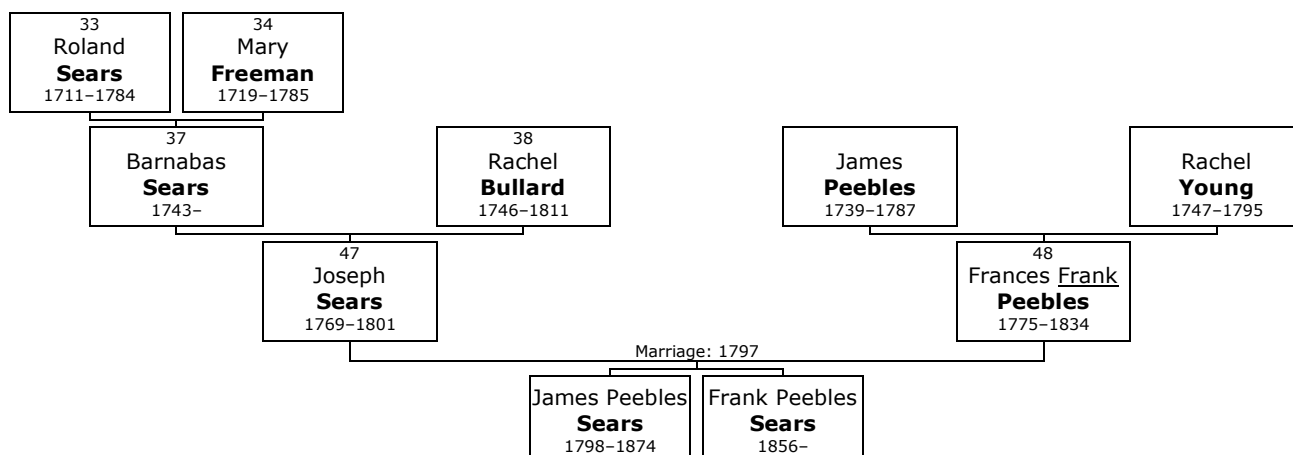 33
Roland
Sears
1711–1784
34
Mary
Freeman
1719–1785
37
Barnabas
Sears
1743–
38
Rachel
Bullard
1746–1811
James
Peebles
1739–1787
Rachel
Young
1747–1795
47
Joseph
Sears
1769–1801
48
Frances Frank
Peebles
1775–1834
Marriage: 1797
James Peebles
Sears
1798–1874
Frank Peebles
Sears
1856–